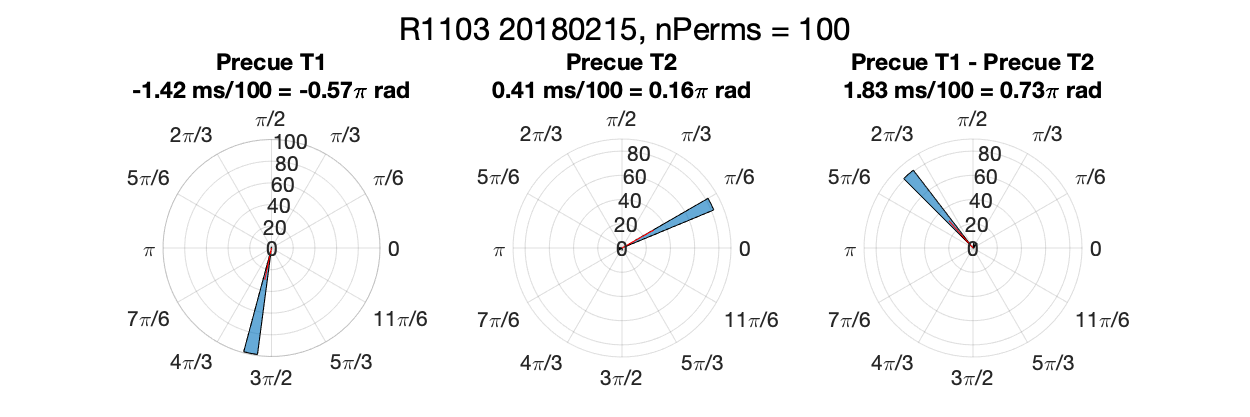 R1103 20180215, nPerms = 100
Precue T1
-1.42 ms/100 = -0.57π rad
π/2
2π/3
π/3
5π/6
π/6
π
0
7π/6
11π/6
4π/3
5π/3
3π/2
100
80
60
40
20
0
Precue T2
0.41 ms/100 = 0.16π rad
π/2
2π/3
π/3
5π/6
π/6
π
0
7π/6
11π/6
4π/3
5π/3
3π/2
80
60
40
20
0
Precue T1 - Precue T2
1.83 ms/100 = 0.73π rad
π/2
2π/3
π/3
5π/6
π/6
π
0
7π/6
11π/6
4π/3
5π/3
3π/2
80
60
40
20
0